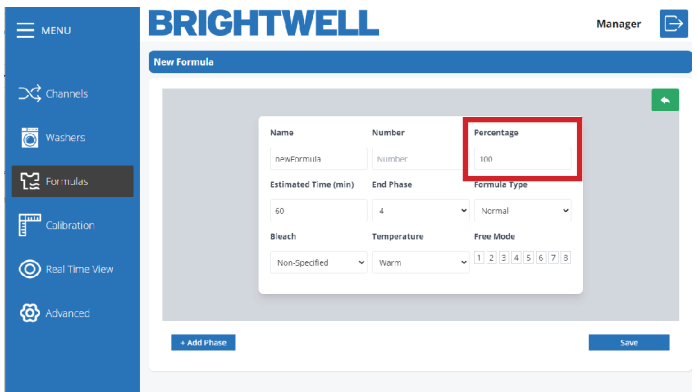 MENU
BRIGHTWELL
Manager
New Formula
Channels
Washers
Formulas
Calibration
Real Time View
Advanced
Name Number Percentage
newFormula Number 100
Estimated Time (min) End Phase Formula Type
60 4 Normal
Bleach Temperature Free Mode
Non-Specified Warm 1 2 3 4 5 6 7 8
+ Add Phase Save